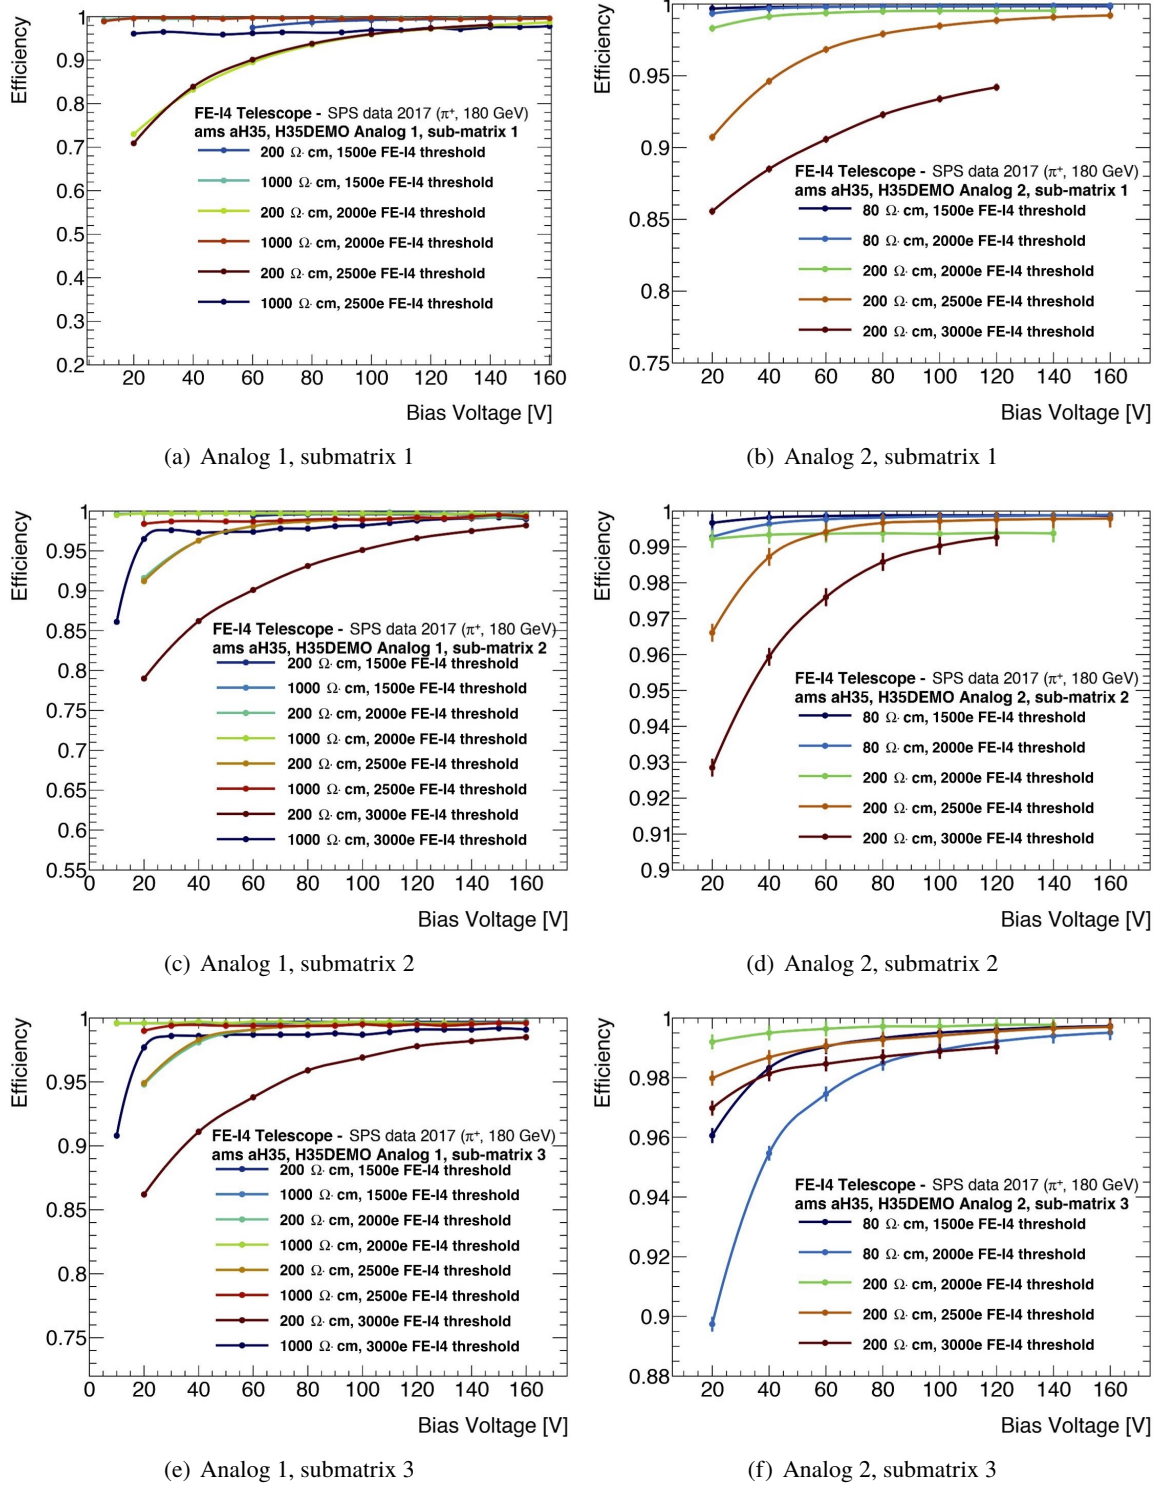 Efficiency
1
0.9
0.8
0.7
0.6
0.5
0.4
0.3
0.2
FE-I4 Telescope - SPS data 2017 (π⁺, 180 GeV)
ams aH35, H35DEMO Analog 1, sub-matrix 1
200 Ω· cm, 1500e FE-I4 threshold
1000 Ω· cm, 1500e FE-I4 threshold
200 Ω· cm, 2000e FE-I4 threshold
1000 Ω· cm, 2000e FE-I4 threshold
200 Ω· cm, 2500e FE-I4 threshold
1000 Ω· cm, 2500e FE-I4 threshold
20 40 60 80 100 120 140 160
Bias Voltage [V]
(a) Analog 1, submatrix 1
Efficiency
1
0.95
0.9
0.85
0.8
0.75
FE-I4 Telescope - SPS data 2017 (π⁺, 180 GeV)
ams aH35, H35DEMO Analog 2, sub-matrix 1
80 Ω· cm, 1500e FE-I4 threshold
80 Ω· cm, 2000e FE-I4 threshold
200 Ω· cm, 2000e FE-I4 threshold
200 Ω· cm, 2500e FE-I4 threshold
200 Ω· cm, 3000e FE-I4 threshold
20 40 60 80 100 120 140 160
Bias Voltage [V]
(b) Analog 2, submatrix 1
Efficiency
1
0.95
0.9
0.85
0.8
0.75
0.7
0.65
0.6
0.55
FE-I4 Telescope - SPS data 2017 (π⁺, 180 GeV)
ams aH35, H35DEMO Analog 1, sub-matrix 2
200 Ω· cm, 1500e FE-I4 threshold
1000 Ω· cm, 1500e FE-I4 threshold
200 Ω· cm, 2000e FE-I4 threshold
1000 Ω· cm, 2000e FE-I4 threshold
200 Ω· cm, 2500e FE-I4 threshold
1000 Ω· cm, 2500e FE-I4 threshold
200 Ω· cm, 3000e FE-I4 threshold
1000 Ω· cm, 3000e FE-I4 threshold
0 20 40 60 80 100 120 140 160
Bias Voltage [V]
(c) Analog 1, submatrix 2
Efficiency
1
0.99
0.98
0.97
0.96
0.95
0.94
0.93
0.92
0.91
0.9
FE-I4 Telescope - SPS data 2017 (π⁺, 180 GeV)
ams aH35, H35DEMO Analog 2, sub-matrix 2
80 Ω· cm, 1500e FE-I4 threshold
80 Ω· cm, 2000e FE-I4 threshold
200 Ω· cm, 2000e FE-I4 threshold
200 Ω· cm, 2500e FE-I4 threshold
200 Ω· cm, 3000e FE-I4 threshold
20 40 60 80 100 120 140 160
Bias Voltage [V]
(d) Analog 2, submatrix 2
Efficiency
1
0.95
0.9
0.85
0.8
0.75
FE-I4 Telescope - SPS data 2017 (π⁺, 180 GeV)
ams aH35, H35DEMO Analog 1, sub-matrix 3
200 Ω· cm, 1500e FE-I4 threshold
1000 Ω· cm, 1500e FE-I4 threshold
200 Ω· cm, 2000e FE-I4 threshold
1000 Ω· cm, 2000e FE-I4 threshold
200 Ω· cm, 2500e FE-I4 threshold
1000 Ω· cm, 2500e FE-I4 threshold
200 Ω· cm, 3000e FE-I4 threshold
1000 Ω· cm, 3000e FE-I4 threshold
0 20 40 60 80 100 120 140 160
Bias Voltage [V]
(e) Analog 1, submatrix 3
Efficiency
1
0.98
0.96
0.94
0.92
0.9
0.88
FE-I4 Telescope - SPS data 2017 (π⁺, 180 GeV)
ams aH35, H35DEMO Analog 2, sub-matrix 3
80 Ω· cm, 1500e FE-I4 threshold
80 Ω· cm, 2000e FE-I4 threshold
200 Ω· cm, 2000e FE-I4 threshold
200 Ω· cm, 2500e FE-I4 threshold
200 Ω· cm, 3000e FE-I4 threshold
20 40 60 80 100 120 140 160
Bias Voltage [V]
(f) Analog 2, submatrix 3